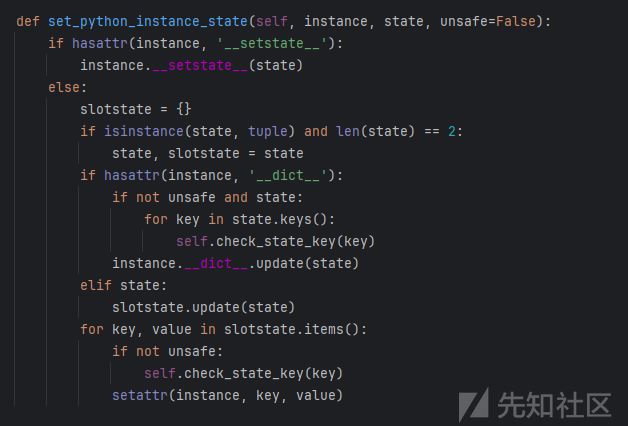 def set_python_instance_state(self, instance, state, unsafe=False):
    if hasattr(instance, '__setstate__'):
        instance.__setstate__(state)
    else:
        slotstate = {}
        if isinstance(state, tuple) and len(state) == 2:
            state, slotstate = state
        if hasattr(instance, '__dict__'):
            if not unsafe and state:
                for key in state.keys():
                    self.check_state_key(key)
            instance.__dict__.update(state)
        elif state:
            slotstate.update(state)
        for key, value in slotstate.items():
            if not unsafe:
                self.check_state_key(key)
            setattr(instance, key, value)
先知社区